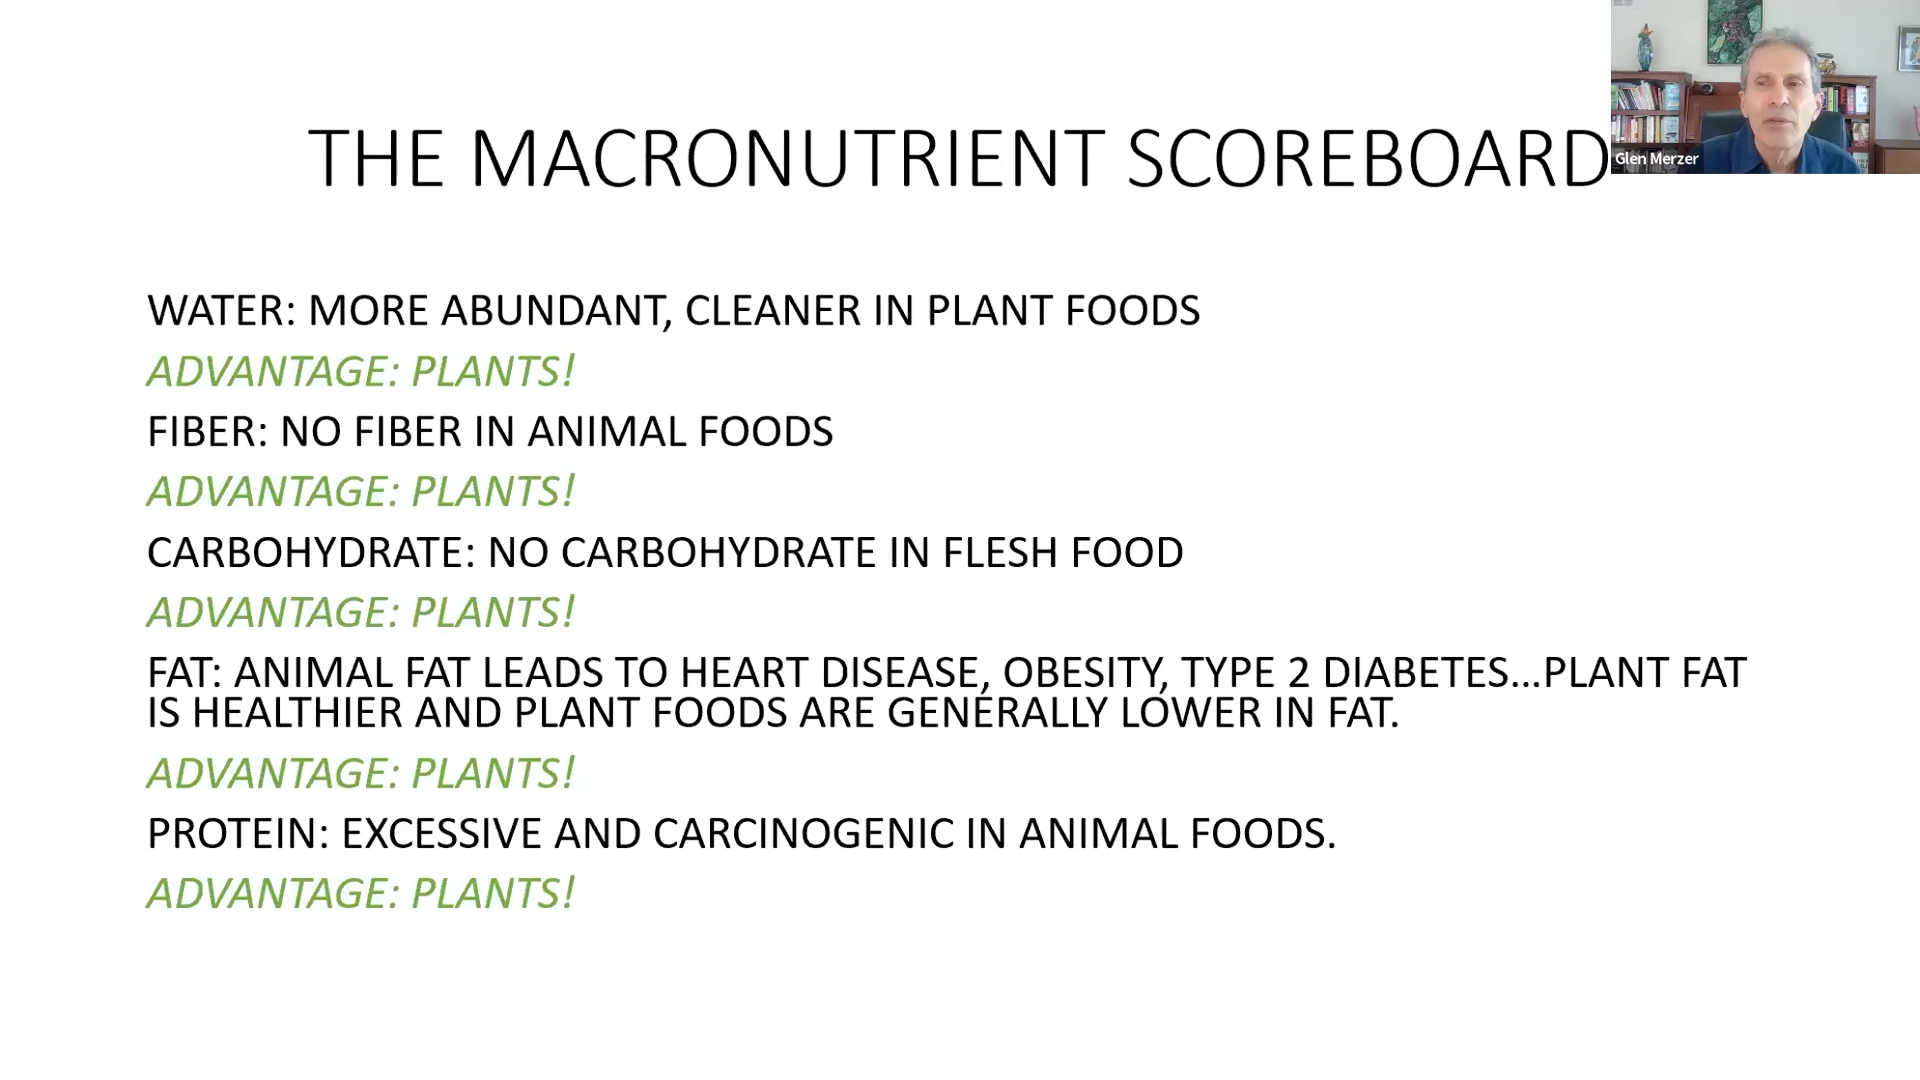 THE MACRONUTRIENT SCOREBOARD
Glen Merzer
WATER: MORE ABUNDANT, CLEANER IN PLANT FOODS
ADVANTAGE: PLANTS!
FIBER: NO FIBER IN ANIMAL FOODS
ADVANTAGE: PLANTS!
CARBOHYDRATE: NO CARBOHYDRATE IN FLESH FOOD
ADVANTAGE: PLANTS!
FAT: ANIMAL FAT LEADS TO HEART DISEASE, OBESITY, TYPE 2 DIABETES...PLANT FAT
IS HEALTHIER AND PLANT FOODS ARE GENERALLY LOWER IN FAT.
ADVANTAGE: PLANTS!
PROTEIN: EXCESSIVE AND CARCINOGENIC IN ANIMAL FOODS.
ADVANTAGE: PLANTS!